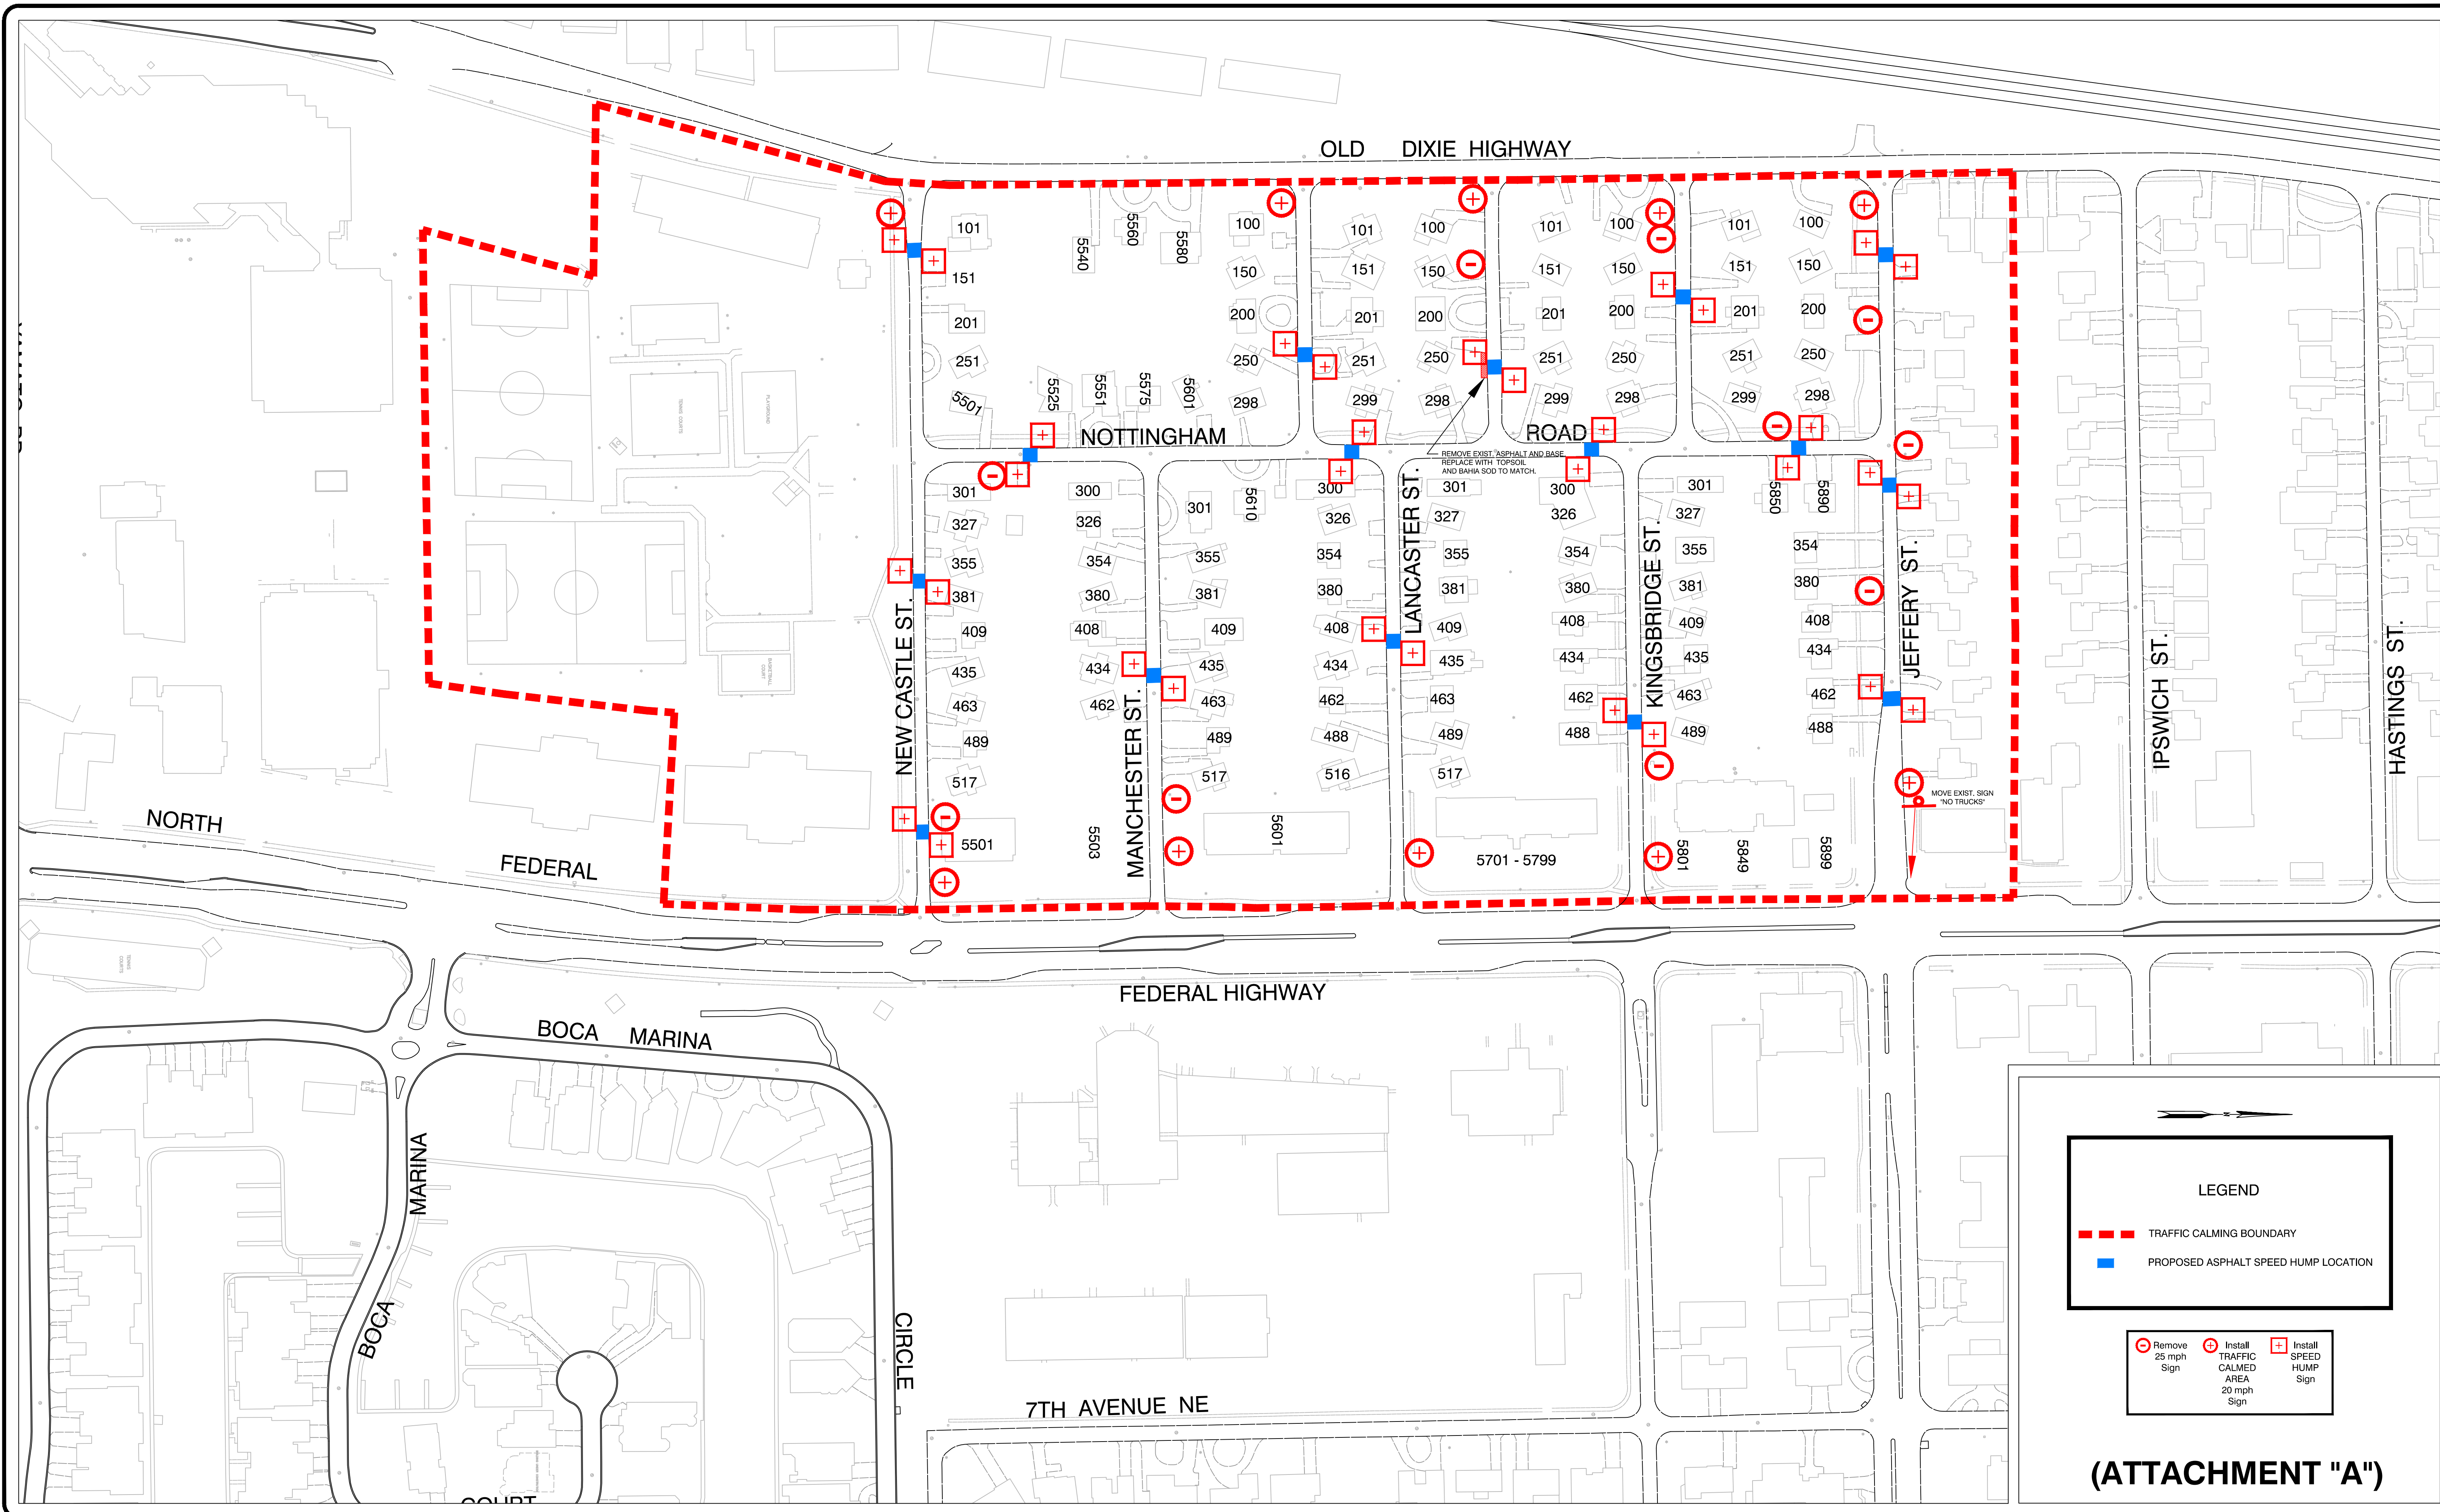 OLD DIXIE HIGHWAY
101
5560
100
101
100
101
100
101
100
5540
5580
151
150
151
150
151
150
151
150
201
200
201
200
201
200
201
200
251
250
251
250
251
250
251
250
5501
5525
5551
5575
5601
298
299
298
299
298
299
298
TENNIS COURTS
PLAYGROUND
NOTTINGHAM
ROAD
REMOVE EXIST. ASPHALT AND BASE
REPLACE WITH TOPSOIL
AND BAHIA SOD TO MATCH.
301
300
301
5610
300
301
300
301
5850
5890
327
326
326
327
326
327
355
354
355
354
355
354
355
354
381
380
381
380
381
380
381
380
409
408
409
408
409
408
409
408
435
434
435
434
435
434
435
434
463
462
463
462
463
462
463
462
489
489
488
489
488
489
488
517
517
516
517
BASKETBALL
COURT
NEW CASTLE ST.
MANCHESTER ST.
LANCASTER ST.
KINGSBRIDGE ST.
JEFFERY ST.
IPSWICH ST.
HASTINGS ST.
MOVE EXIST. SIGN
"NO TRUCKS"
5501
5503
5601
5701 - 5799
5801
5849
5899
NORTH
FEDERAL
FEDERAL HIGHWAY
TENNIS
COURTS
BOCA MARINA
MARINA
BOCA
CIRCLE
COURT
7TH AVENUE NE
N
LEGEND
TRAFFIC CALMING BOUNDARY
PROPOSED ASPHALT SPEED HUMP LOCATION
Remove
25 mph
Sign
Install
TRAFFIC
CALMED
AREA
20 mph
Sign
Install
SPEED
HUMP
Sign
(ATTACHMENT "A")